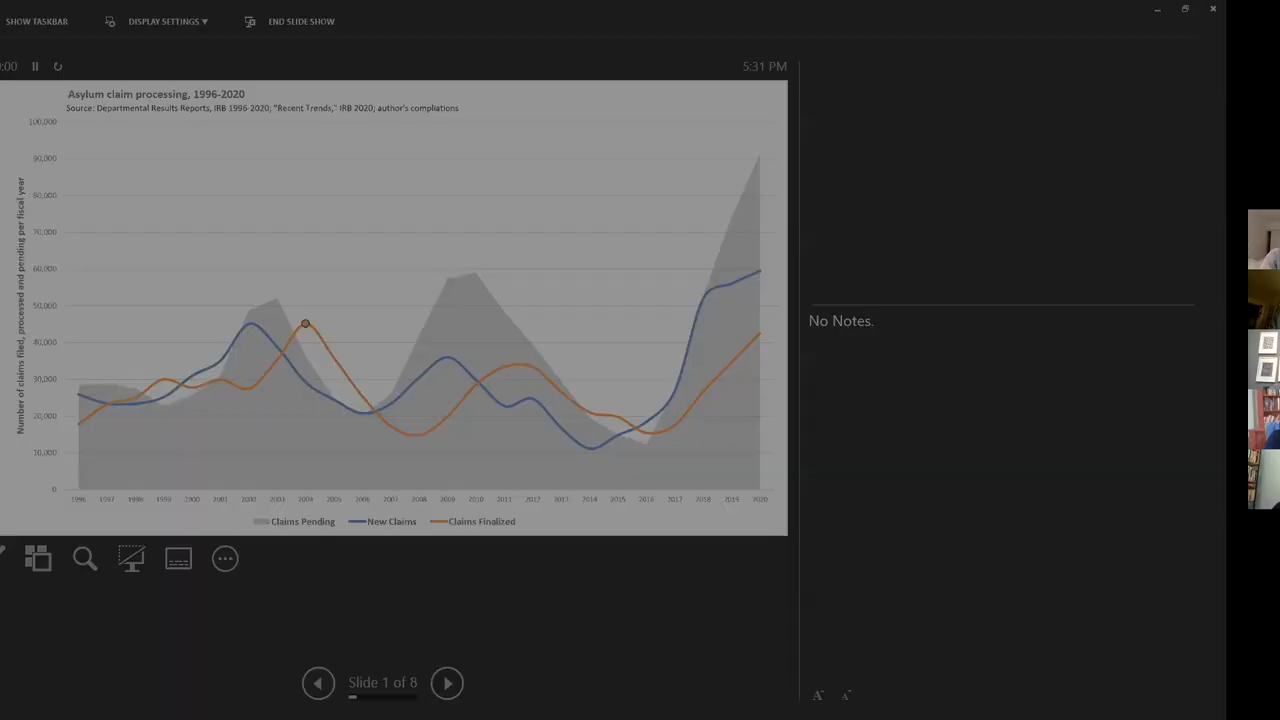 SHOW TASKBAR DISPLAY SETTINGS ▼ END SLIDE SHOW
:00 5:31 PM
Asylum claim processing, 1996-2020
Source: Departmental Results Reports, IRB 1996-2020; "Recent Trends," IRB 2020; author's compliations
Number of claims filed, processed and pending per fiscal year
100,000
90,000
80,000
70,000
60,000
50,000
40,000
30,000
20,000
10,000
0
1996 1997 1998 1999 2000 2001 2002 2003 2004 2005 2006 2007 2008 2009 2010 2011 2012 2013 2014 2015 2016 2017 2018 2019 2020
Claims Pending New Claims Claims Finalized
No Notes.
Slide 1 of 8
A A